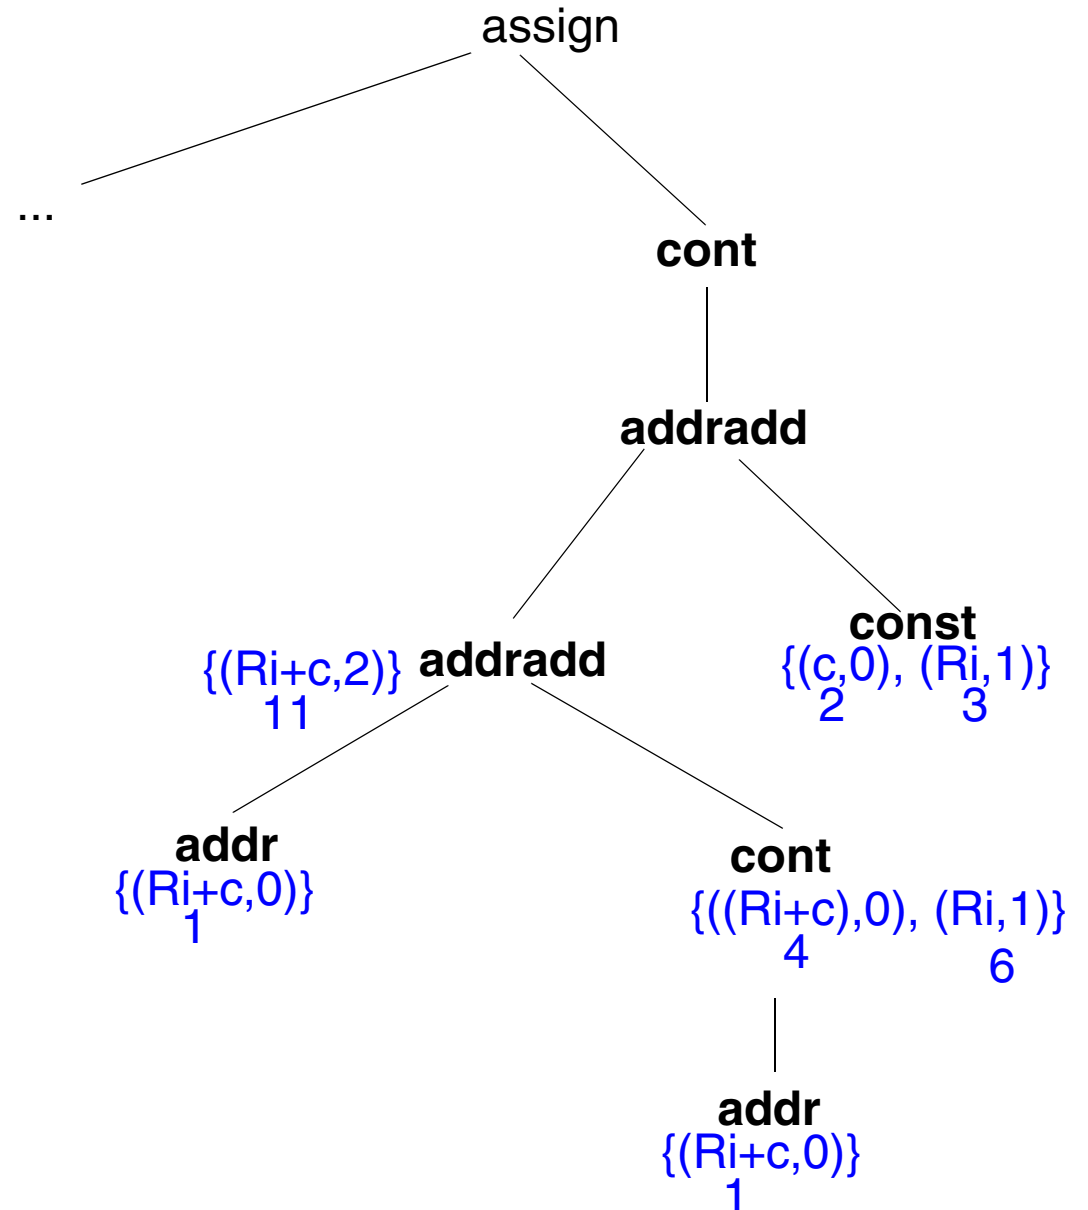 assign
...
cont
addradd
const
{(c,0), (Ri,1)}
2 3
{(Ri+c,2)} addradd
11
addr
{(Ri+c,0)}
1
cont
{((Ri+c),0), (Ri,1)}
4 6
addr
{(Ri+c,0)}
1